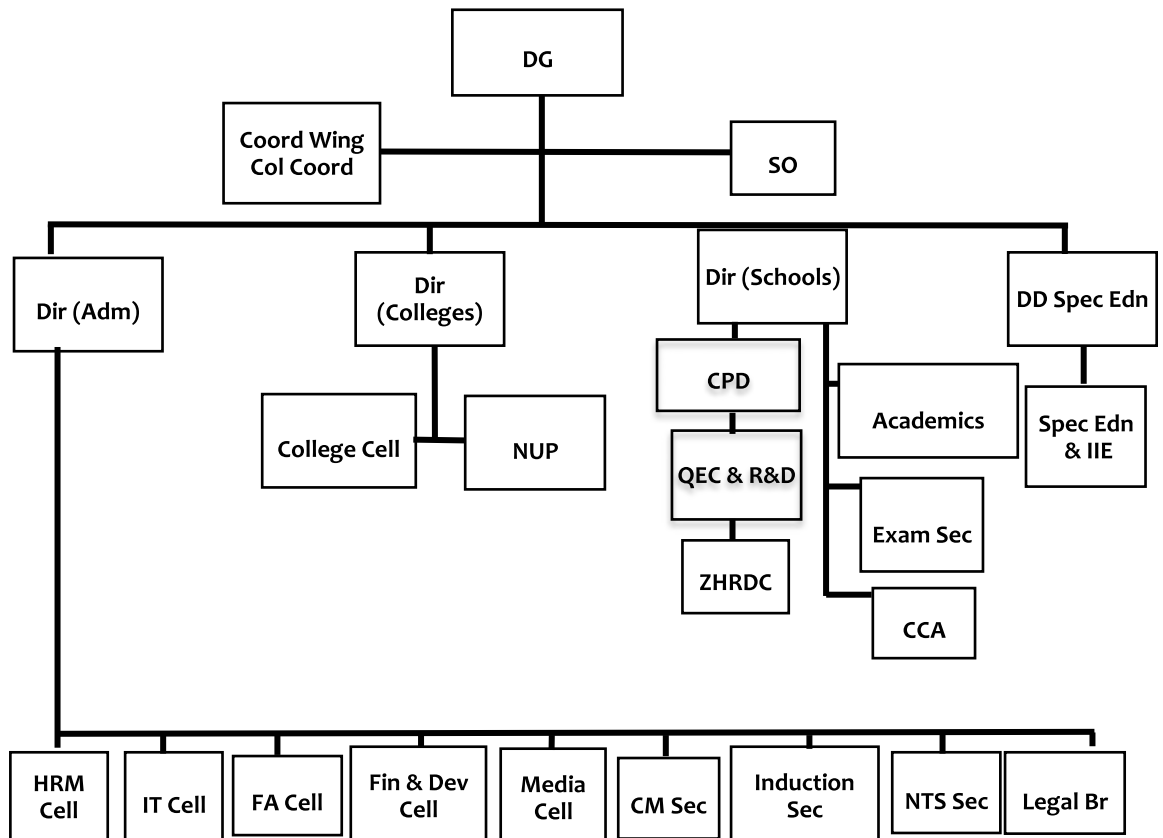 DG
Coord Wing
Col Coord
SO
Dir (Adm)
Dir
(Colleges)
Dir (Schools)
DD Spec Edn
CPD
Academics
Spec Edn
& IIE
College Cell
NUP
QEC & R&D
Exam Sec
ZHRDC
CCA
HRM
Cell
IT Cell
FA Cell
Fin & Dev
Cell
Media
Cell
CM Sec
Induction
Sec
NTS Sec
Legal Br